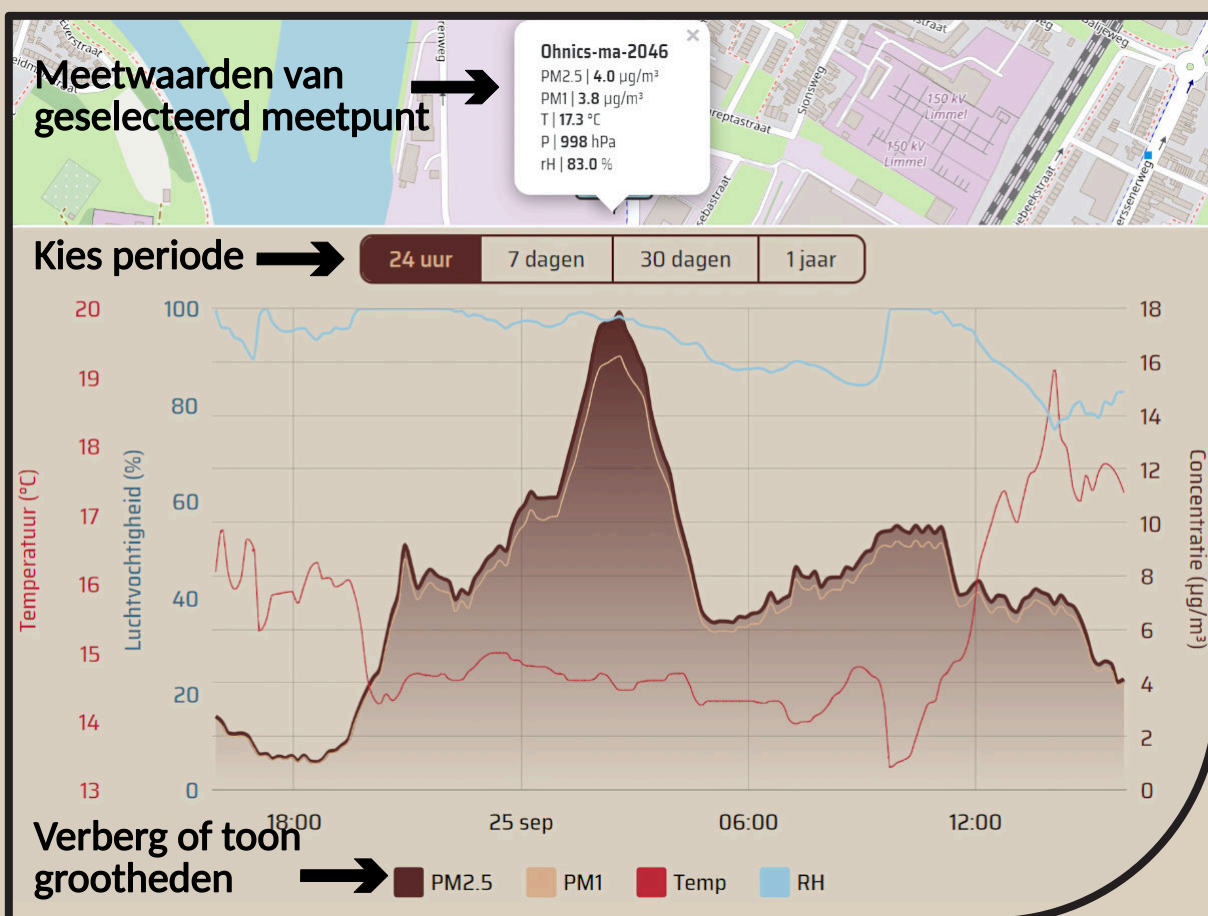 Everstraat
Meetwaarden van
geselecteerd meetpunt
Ohnics-ma-2046
PM2.5 | 4.0 µg/m³
PM1 | 3.8 µg/m³
T | 17.3 °C
P | 998 hPa
rH | 83.0 %
×
Sionsweg
150 kV
Limmel
150 kV
Limmel
Kies periode
24 uur
7 dagen
30 dagen
1 jaar
Temperatuur (°C)
20
19
18
17
16
15
14
13
Luchtvochtigheid (%)
100
80
60
40
20
0
18
16
14
12
10
8
6
4
2
0
Concentratie (µg/m³)
18:00
25 sep
06:00
12:00
Verberg of toon
grootheden
PM2.5
PM1
Temp
RH